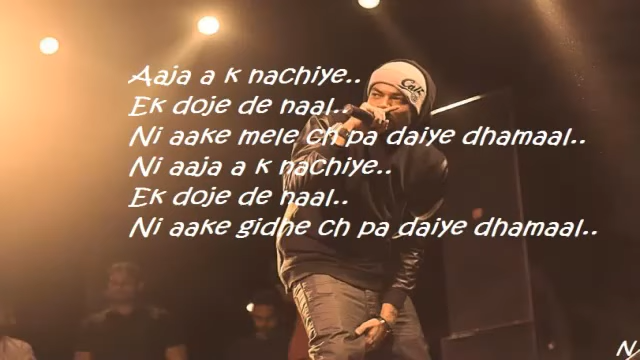 Aaja a k nachiye..
Ek doje de naal..
Ni aake mele ch pa daiye dhamaal..
Ni aaja a k nachiye..
Ek doje de naal..
Ni aake gidhe ch pa daiye dhamaal..